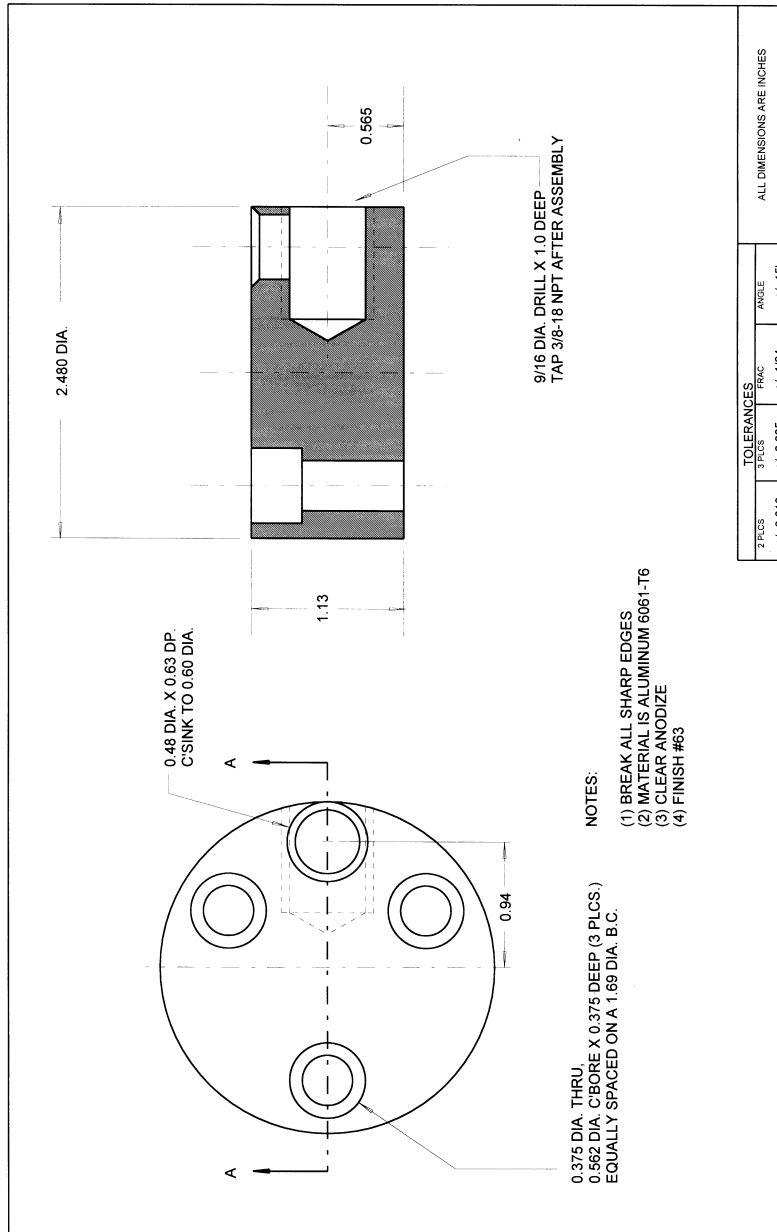 2.480 DIA.
0.565
1.13
9/16 DIA. DRILL X 1.0 DEEP
TAP 3/8-18 NPT AFTER ASSEMBLY
0.48 DIA. X 0.63 DP.
C'SINK TO 0.60 DIA.
A
A
0.94
0.375 DIA. THRU,
0.562 DIA. C'BORE X 0.375 DEEP (3 PLCS.)
EQUALLY SPACED ON A 1.69 DIA. B.C.
NOTES:
(1) BREAK ALL SHARP EDGES
(2) MATERIAL IS ALUMINUM 6061-T6
(3) CLEAR ANODIZE
(4) FINISH #63
TOLERANCES
2 PLCS
3 PLCS
FRAC
ANGLE
ALL DIMENSIONS ARE INCHES